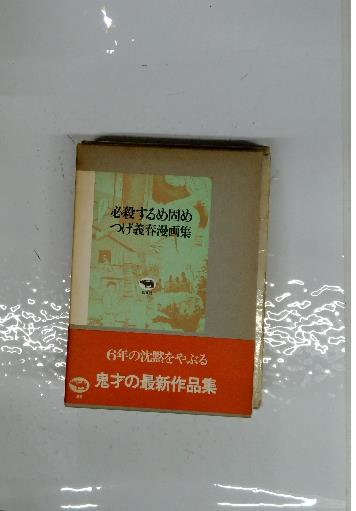 必殺するめ固め
つげ義春漫画集
6年の沈黙をやぶる
鬼才の最新作品集